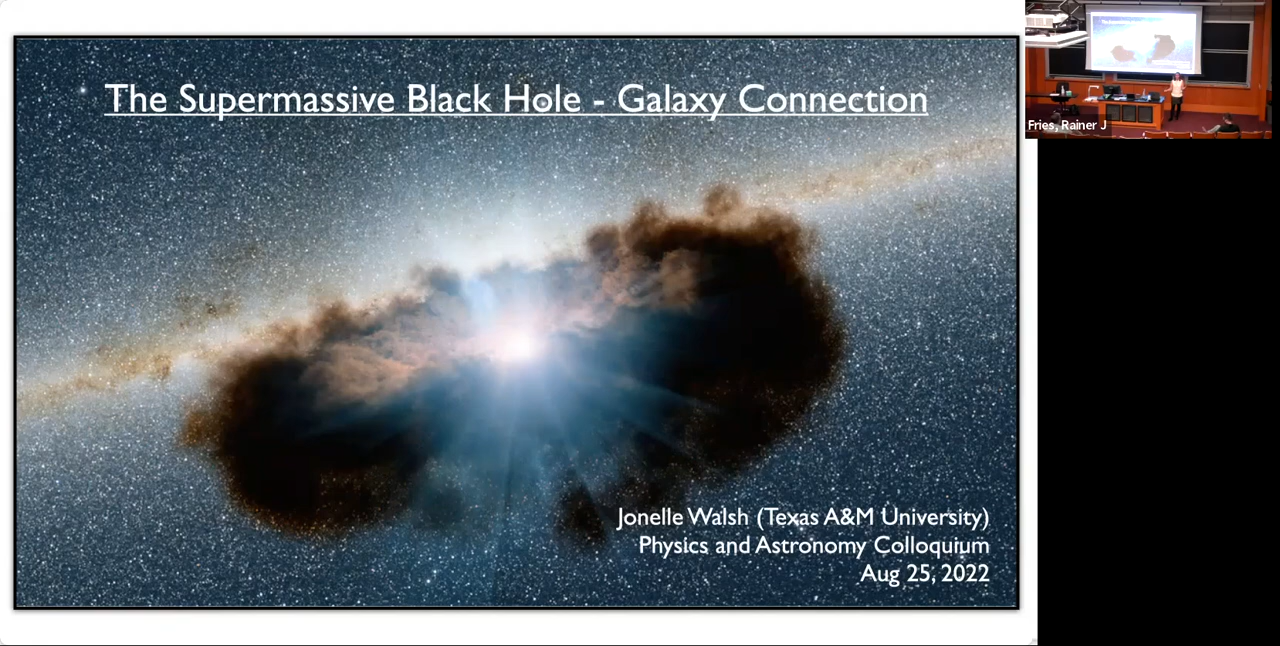 The Supermassive Black Hole - Galaxy Connection
Jonelle Walsh (Texas A&M University)
Physics and Astronomy Colloquium
Aug 25, 2022
Fries, Rainer J